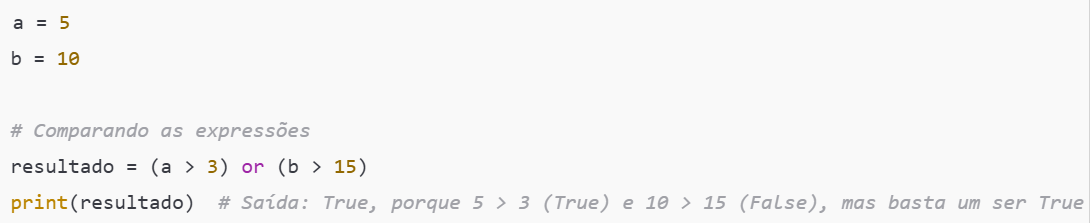 a = 5
b = 10
# Comparando as expressões
resultado = (a > 3) or (b > 15)
print(resultado)  # Saída: True, porque 5 > 3 (True) e 10 > 15 (False), mas basta um ser True